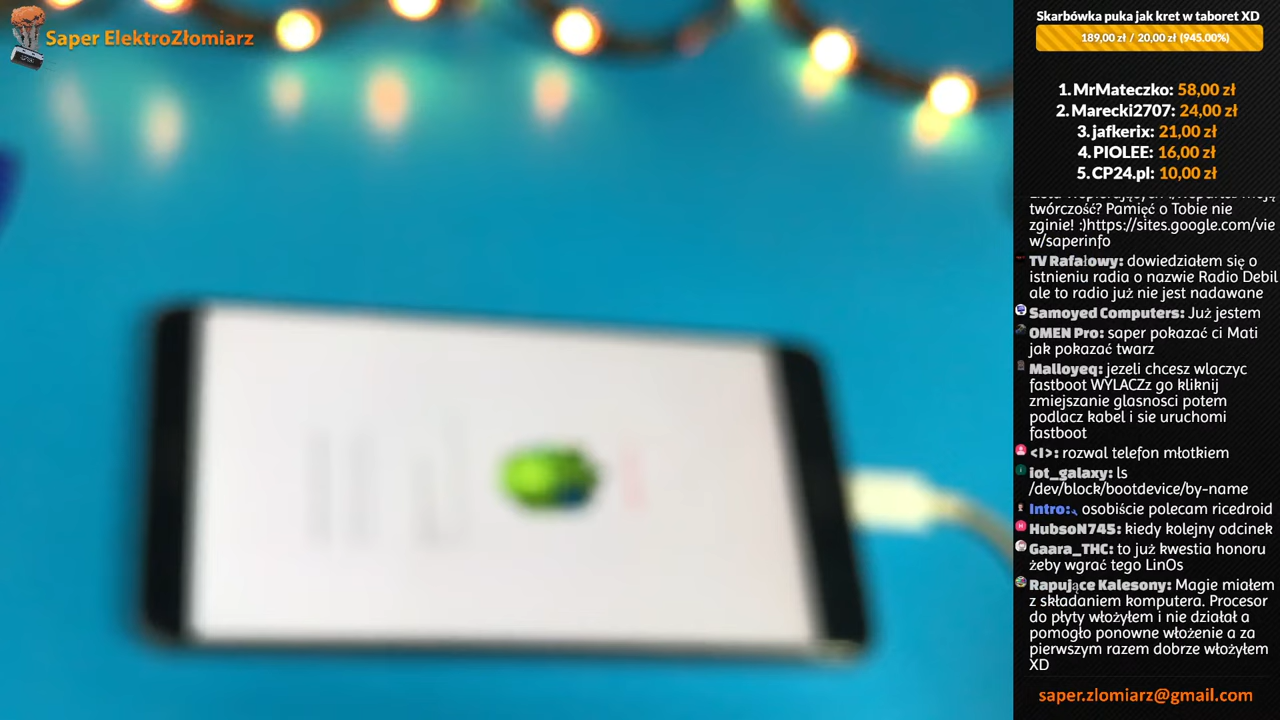 Saper ElektroZłomiarz
Skarbówka puka jak kret w taboret XD
189,00 zł / 20,00 zł (945.00%)
1. MrMateczko: 58,00 zł
2. Marecki2707: 24,00 zł
3. jafkerix: 21,00 zł
4. PIOLEE: 16,00 zł
5. CP24.pl: 10,00 zł
twórczość? Pamięć o Tobie nie
zginie! :)https://sites.google.com/vie
w/saperinfo
TV Rafałowy: dowiedziałem się o
istnieniu radia o nazwie Radio Debil
ale to radio już nie jest nadawane
Samoyed Computers: Już jestem
OMEN Pro: saper pokazać ci Mati
jak pokazać twarz
Malloyeq: jezeli chcesz wlaczyc
fastboot WYLACZz go kliknij
zmiejszanie glasnosci potem
podlacz kabel i sie uruchomi
fastboot
<I>: rozwal telefon młotkiem
iot_galaxy: ls
/dev/block/bootdevice/by-name
Intro: osobiście polecam ricedroid
HubsoN745: kiedy kolejny odcinek
Gaara_THC: to już kwestia honoru
żeby wgrać tego LinOs
Rapujące Kalesony: Magie miałem
z składaniem komputera. Procesor
do płyty włożyłem i nie działał a
pomogło ponowne włożenie a za
pierwszym razem dobrze włożyłem
XD
saper.zlomiarz@gmail.com